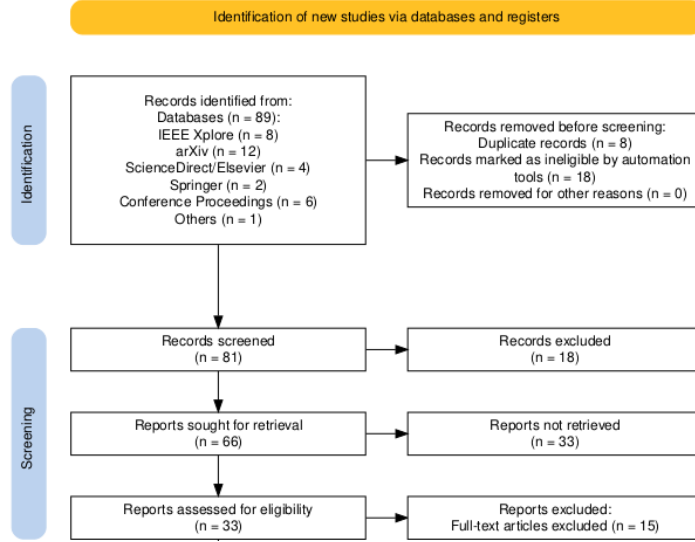 Identification of new studies via databases and registers
Identification
Records identified from:
Databases (n = 89):
IEEE Xplore (n = 8)
arXiv (n = 12)
ScienceDirect/Elsevier (n = 4)
Springer (n = 2)
Conference Proceedings (n = 6)
Others (n = 1)
Records removed before screening:
Duplicate records (n = 8)
Records marked as ineligible by automation
tools (n = 18)
Records removed for other reasons (n = 0)
Screening
Records screened
(n = 81)
Records excluded
(n = 18)
Reports sought for retrieval
(n = 66)
Reports not retrieved
(n = 33)
Reports assessed for eligibility
(n = 33)
Reports excluded:
Full-text articles excluded (n = 15)